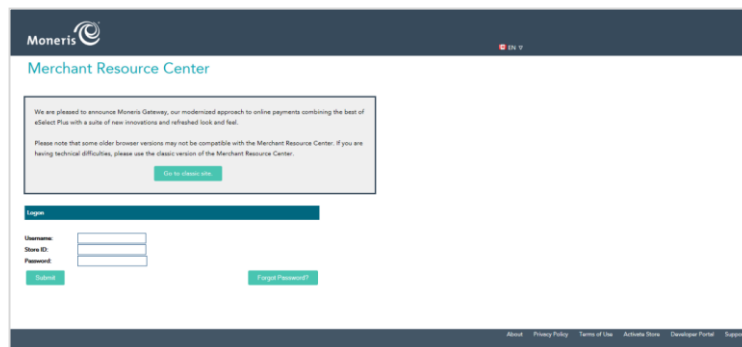 Moneris
EN
Merchant Resource Center
We are pleased to announce Moneris Gateway, our modernized approach to online payments combining the best of
eSelect Plus with a suite of new innovations and refreshed look and feel.
Please note that some older browser versions may not be compatible with the Merchant Resource Center. If you are
having technical difficulties, please use the classic version of the Merchant Resource Center.
Go to classic site.
Logon
Username:
Store ID:
Password:
Submit Forgot Password?
About Privacy Policy Terms of Use Activate Store Developer Portal Suppo